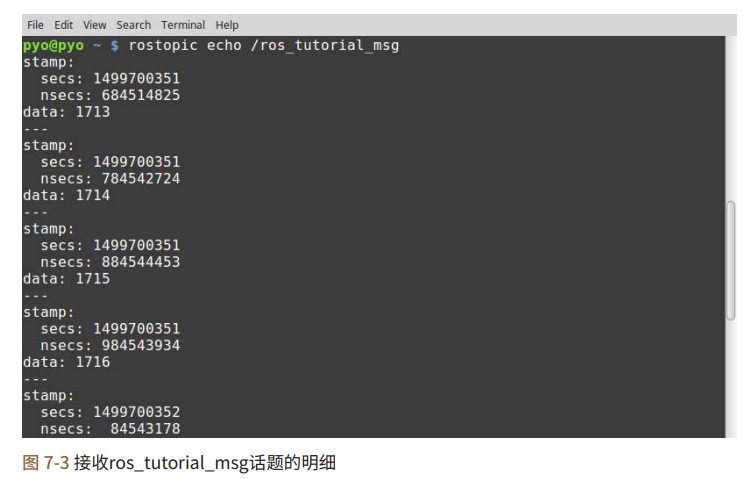 File Edit View Search Terminal Help
pyo@pyo ~ $ rostopic echo /ros_tutorial_msg
stamp:
  secs: 1499700351
  nsecs: 684514825
data: 1713
---
stamp:
  secs: 1499700351
  nsecs: 784542724
data: 1714
---
stamp:
  secs: 1499700351
  nsecs: 884544453
data: 1715
---
stamp:
  secs: 1499700351
  nsecs: 984543934
data: 1716
---
stamp:
  secs: 1499700352
  nsecs:  84543178
图 7-3 接收ros_tutorial_msg话题的明细